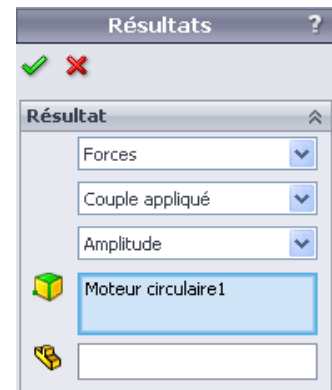 Résultats ?
Résultat
Forces
Couple appliqué
Amplitude
Moteur circulaire1